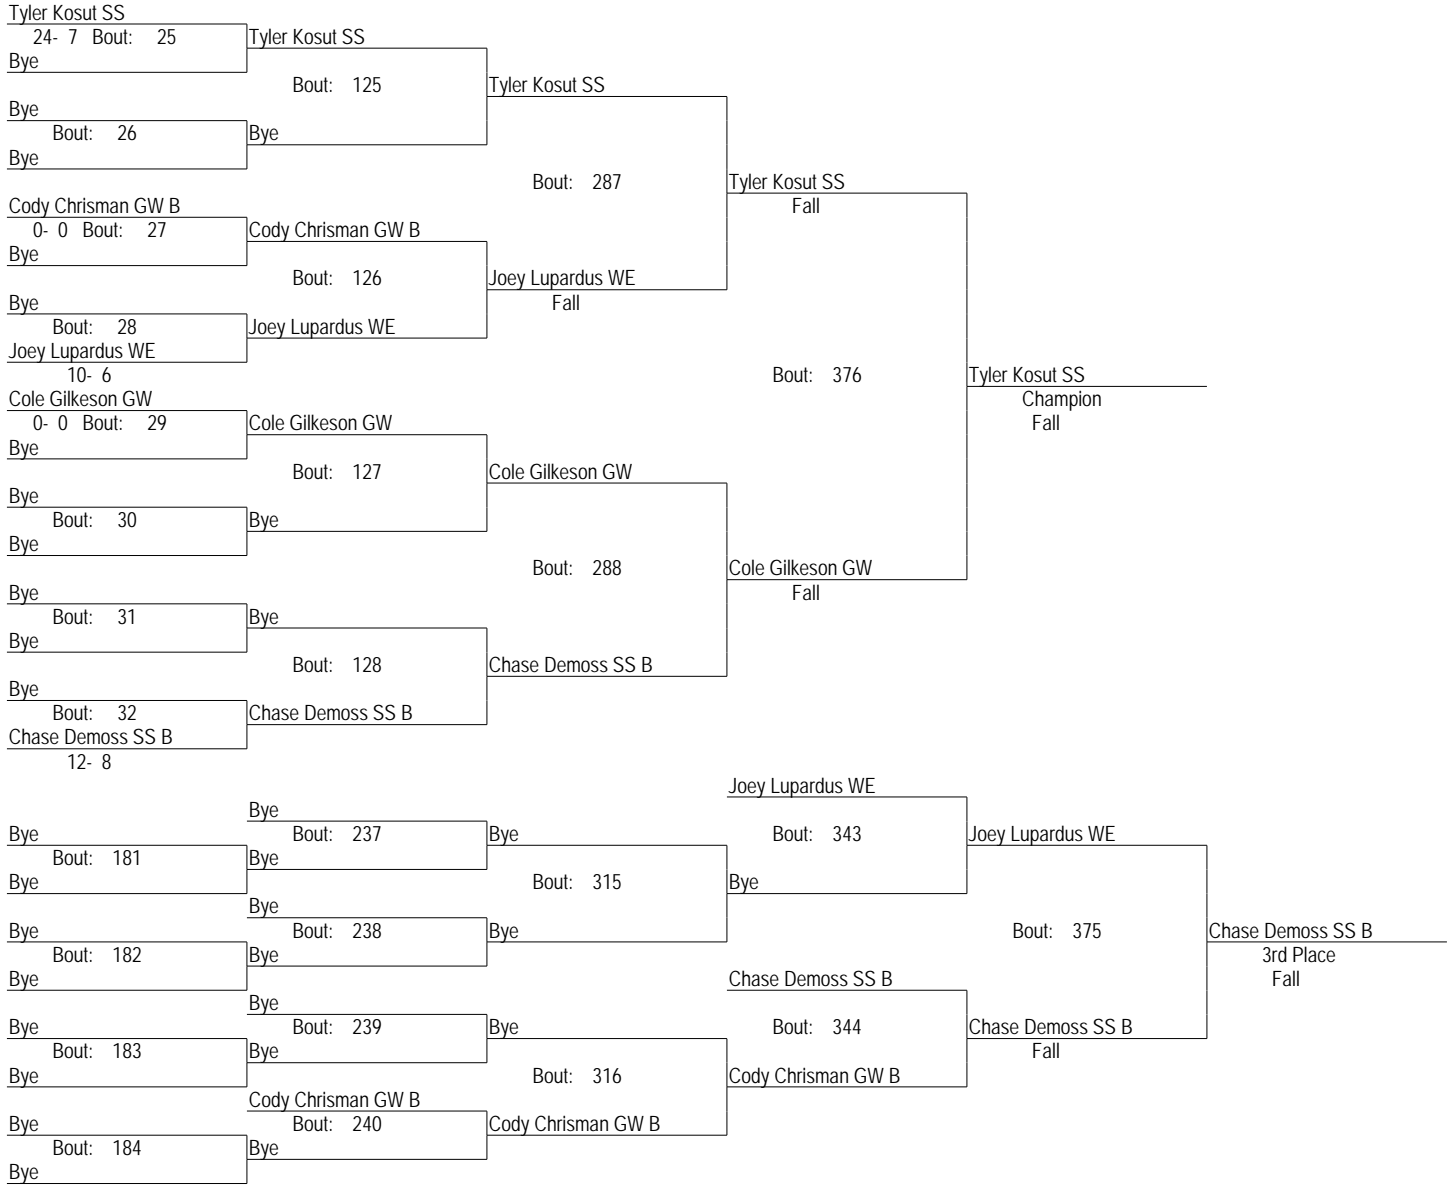 Tyler Kosut SS
24- 7 Bout: 25 Tyler Kosut SS
Bye
Bout: 125 Tyler Kosut SS
Bye
Bout: 26 Bye
Bye
Bout: 287 Tyler Kosut SS
Cody Chrisman GW B Fall
0- 0 Bout: 27 Cody Chrisman GW B
Bye
Bout: 126 Joey Lupardus WE
Bye Fall
Bout: 28 Joey Lupardus WE
Joey Lupardus WE
10- 6 Bout: 376 Tyler Kosut SS
Cole Gilkeson GW Champion
0- 0 Bout: 29 Cole Gilkeson GW Fall
Bye
Bout: 127 Cole Gilkeson GW
Bye
Bout: 30 Bye
Bye
Bout: 288 Cole Gilkeson GW
Bye Fall
Bout: 31 Bye
Bye
Bout: 128 Chase Demoss SS B
Bye
Bout: 32 Chase Demoss SS B
Chase Demoss SS B
12- 8
Joey Lupardus WE
Bye
Bye Bout: 237 Bye Bout: 343 Joey Lupardus WE
Bout: 181 Bye
Bye Bout: 315 Bye
Bye
Bye Bout: 238 Bye Bout: 375 Chase Demoss SS B
Bout: 182 Bye 3rd Place
Bye Chase Demoss SS B Fall
Bye
Bye Bout: 239 Bye Bout: 344 Chase Demoss SS B
Bout: 183 Bye Fall
Bye Bout: 316 Cody Chrisman GW B
Cody Chrisman GW B
Bye Bout: 240 Cody Chrisman GW B
Bout: 184 Bye
Bye